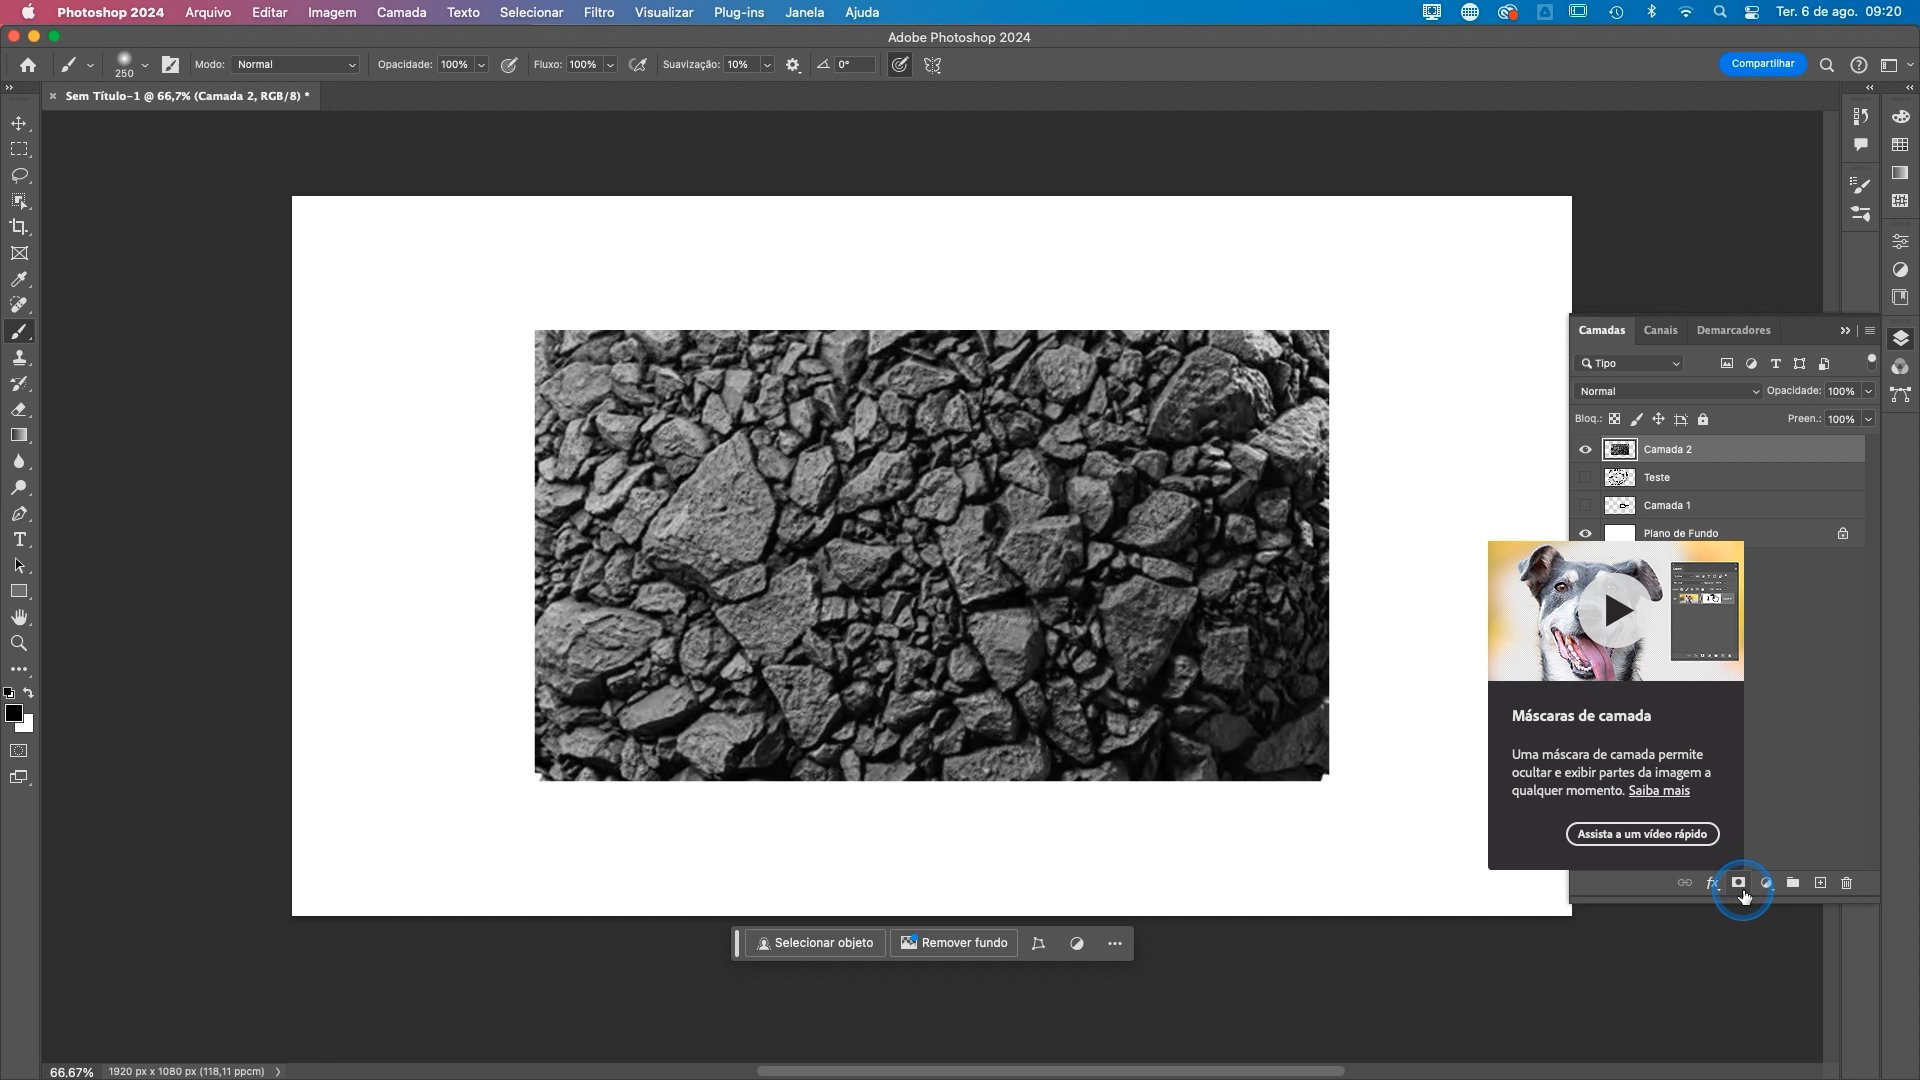 Photoshop 2024 Arquivo Editar Imagem Camada Texto Selecionar Filtro Visualizar Plug-ins Janela Ajuda Ter. 6 de ago. 09:20
Adobe Photoshop 2024
250 Modo: Normal Opacidade: 100% Fluxo: 100% Suavização: 10% 0° Compartilhar
Sem Título-1 @ 66,7% (Camada 2, RGB/8) *
Camadas Canais Demarcadores
Tipo
Normal Opacidade: 100%
Bloq.: Preen.: 100%
Camada 2
Teste
Camada 1
Plano de Fundo
Máscaras de camada
Uma máscara de camada permite
ocultar e exibir partes da imagem a
qualquer momento. Saiba mais
Assista a um vídeo rápido
fx
Selecionar objeto Remover fundo
66,67% 1920 px x 1080 px (118,11 ppcm)